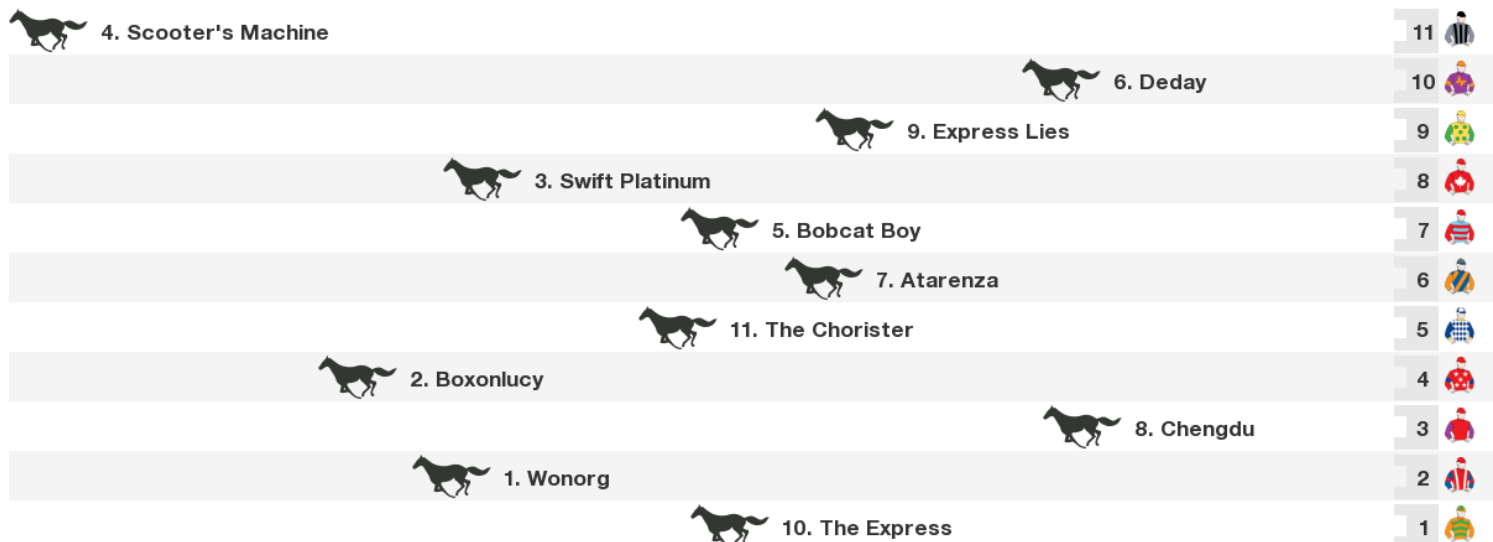 4. Scooter's Machine 11
6. Deday 10
9. Express Lies 9
3. Swift Platinum 8
5. Bobcat Boy 7
7. Atarenza 6
11. The Chorister 5
2. Boxonlucy 4
8. Chengdu 3
1. Wonorg 2
10. The Express 1